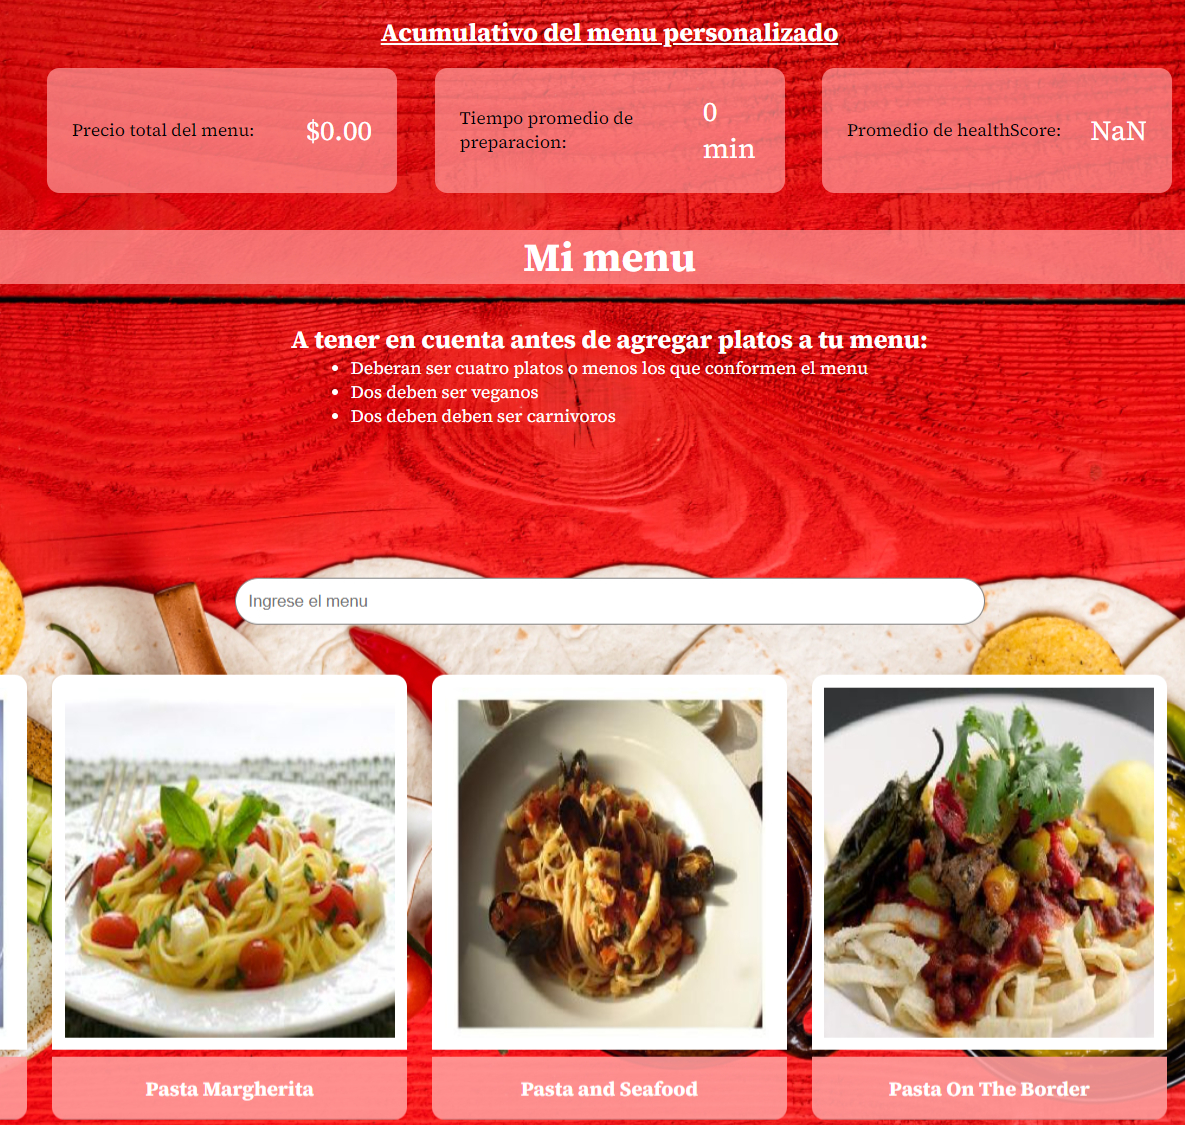 Acumulativo del menu personalizado
Precio total del menu:
$0.00
Tiempo promedio de
preparacion:
0
min
Promedio de healthScore:
NaN
Mi menu
A tener en cuenta antes de agregar platos a tu menu:
Deberan ser cuatro platos o menos los que conformen el menu
Dos deben ser veganos
Dos deben deben ser carnivoros
Ingrese el menu
Pasta Margherita
Pasta and Seafood
Pasta On The Border